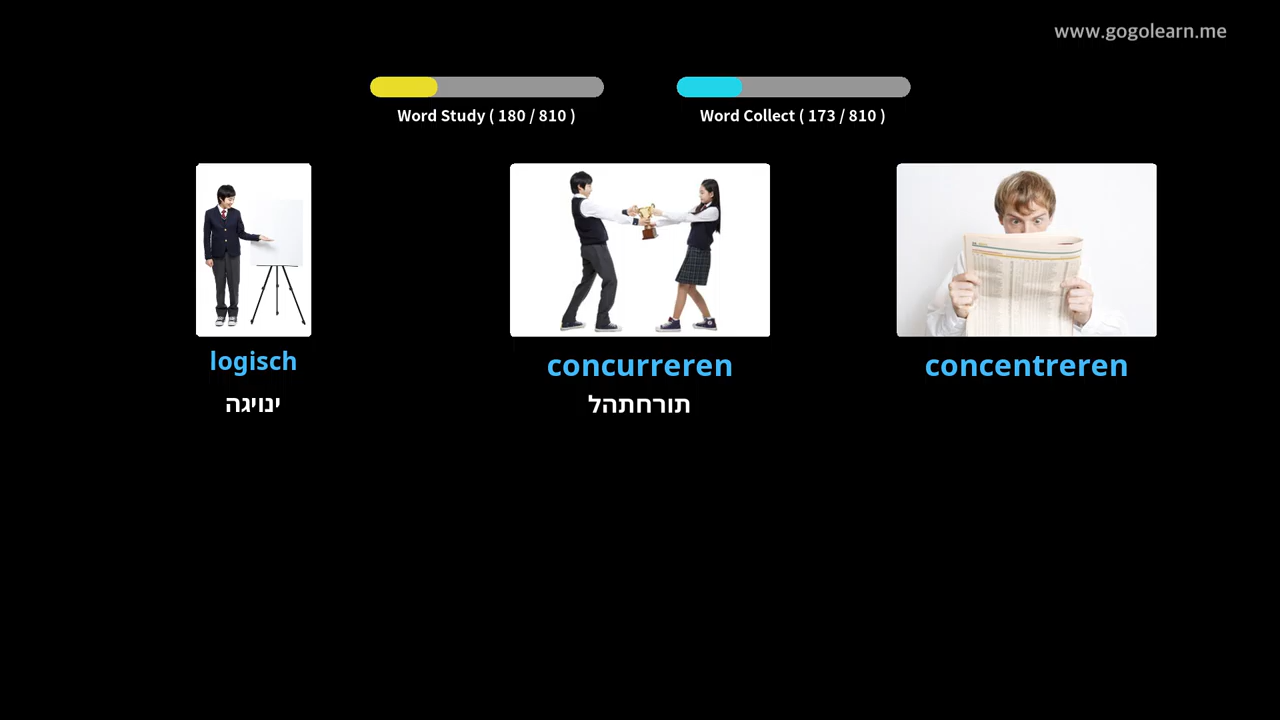 www.gogolearn.me
Word Study ( 180 / 810 )
Word Collect ( 173 / 810 )
logisch
ינויגה
concurreren
תורחתהל
concentreren